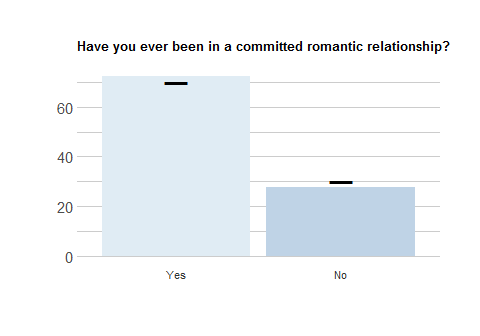 Have you ever been in a committed romantic relationship?
60
40
20
0
Yes No